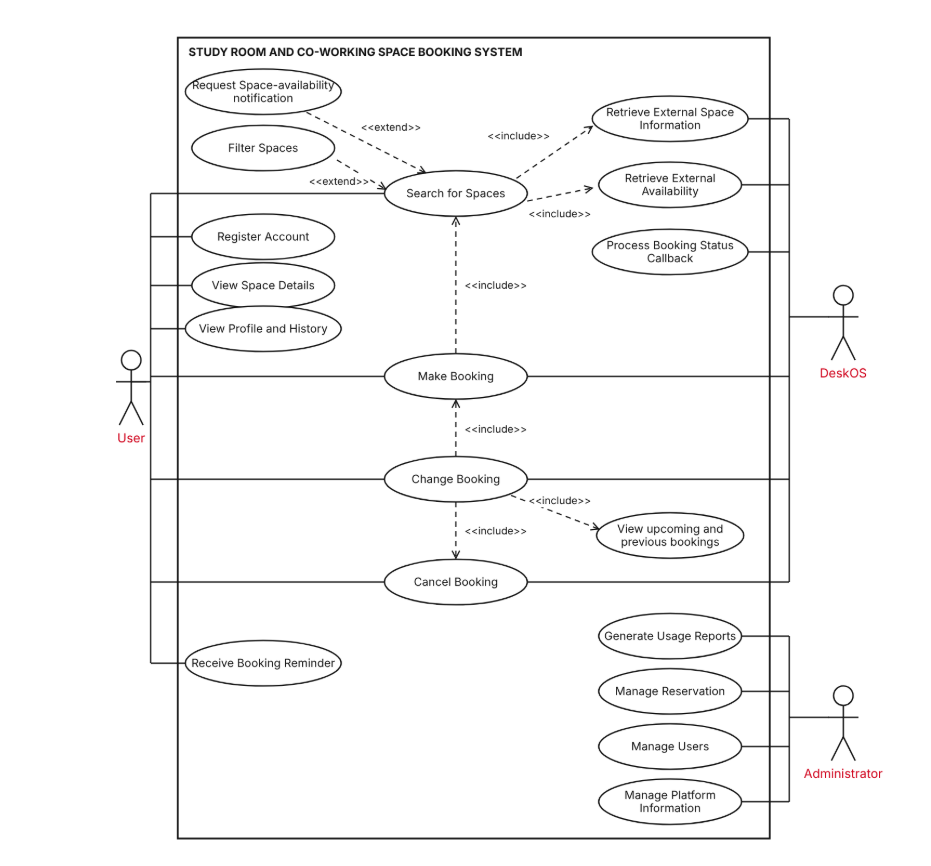 STUDY ROOM AND CO-WORKING SPACE BOOKING SYSTEM
Request Space-availability
notification
<<extend>>
Filter Spaces
<<extend>>
Search for Spaces
<<include>>
Retrieve External Space
Information
Retrieve External
Availability
<<include>>
Register Account
Process Booking Status
Callback
View Space Details
<<include>>
View Profile and History
Make Booking
DeskOS
User
<<include>>
Change Booking
<<include>>
View upcoming and
previous bookings
<<include>>
Cancel Booking
Generate Usage Reports
Receive Booking Reminder
Manage Reservation
Manage Users
Administrator
Manage Platform
Information